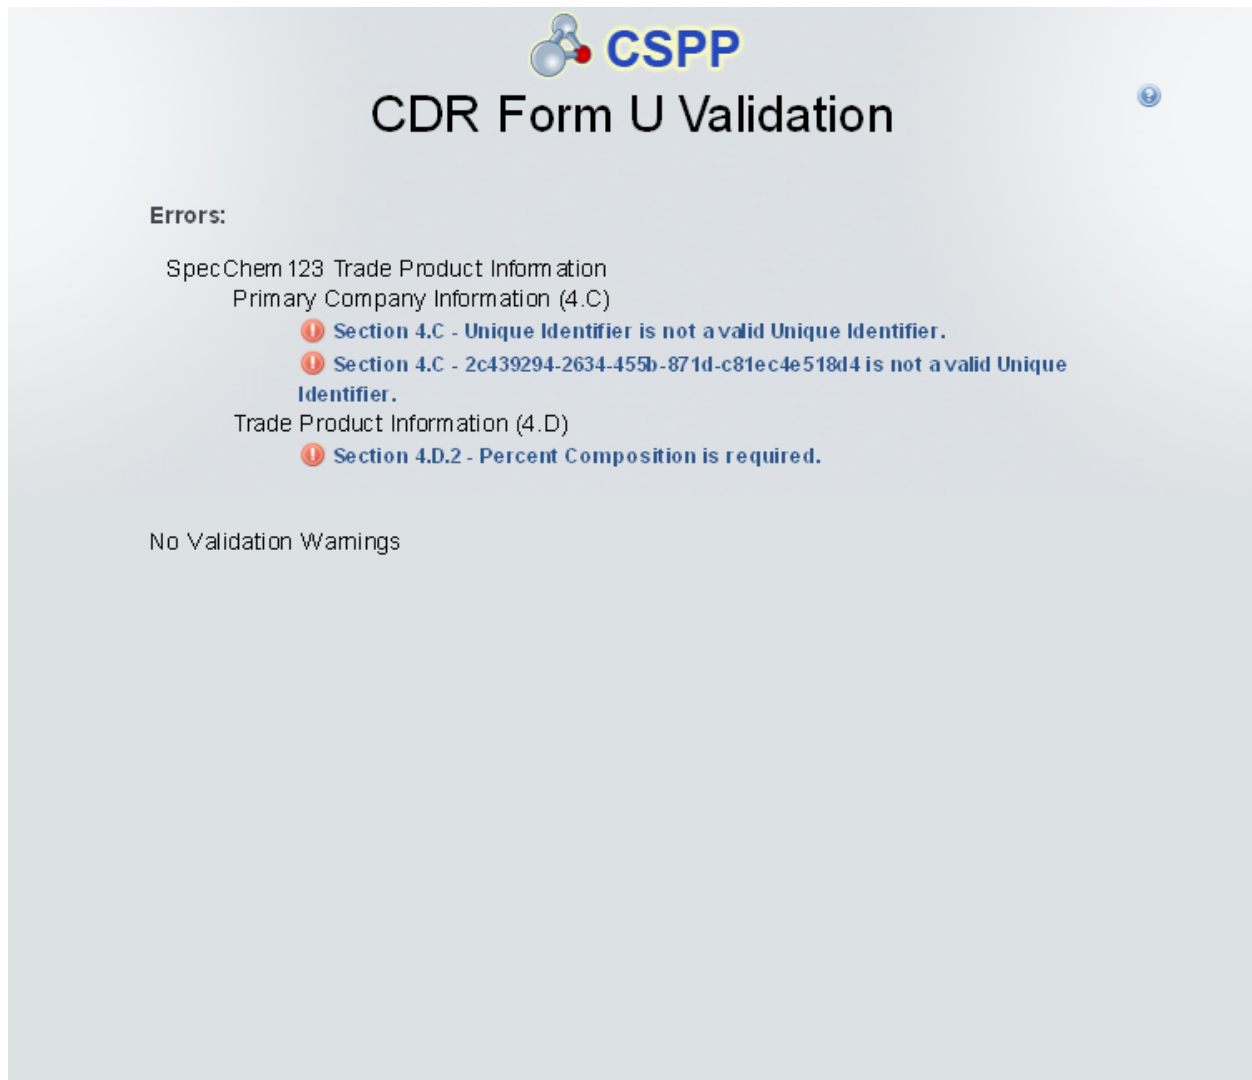 CSPP
CDR Form U Validation
Errors:
SpecChem123 Trade Product Information
Primary Company Information (4.C)
Section 4.C - Unique Identifier is not a valid Unique Identifier.
Section 4.C - 2c439294-2634-455b-871d-c81ec4e518d4 is not a valid Unique
Identifier.
Trade Product Information (4.D)
Section 4.D.2 - Percent Composition is required.
No Validation Warnings